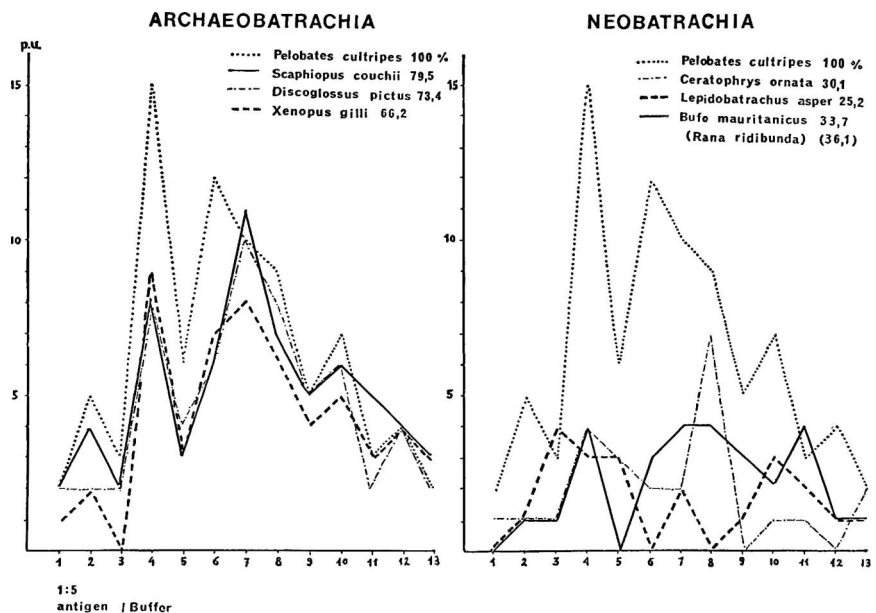 ARCHAEOBATRACHIA
p.u.
Pelobates cultripes 100 %
Scaphiopus couchii 79,5
Discoglossus pictus 73,4
Xenopus gilli 66,2
15
10
5
1 2 3 4 5 6 7 8 9 10 11 12 13
1:5
antigen / Buffer
NEOBATRACHIA
Pelobates cultripes 100 %
Ceratophrys ornata 30,1
Lepidobatrachus asper 25,2
Bufo mauritanicus 33,7
(Rana ridibunda) (36,1)
15
10
5
1 2 3 4 5 6 7 8 9 10 11 12 13